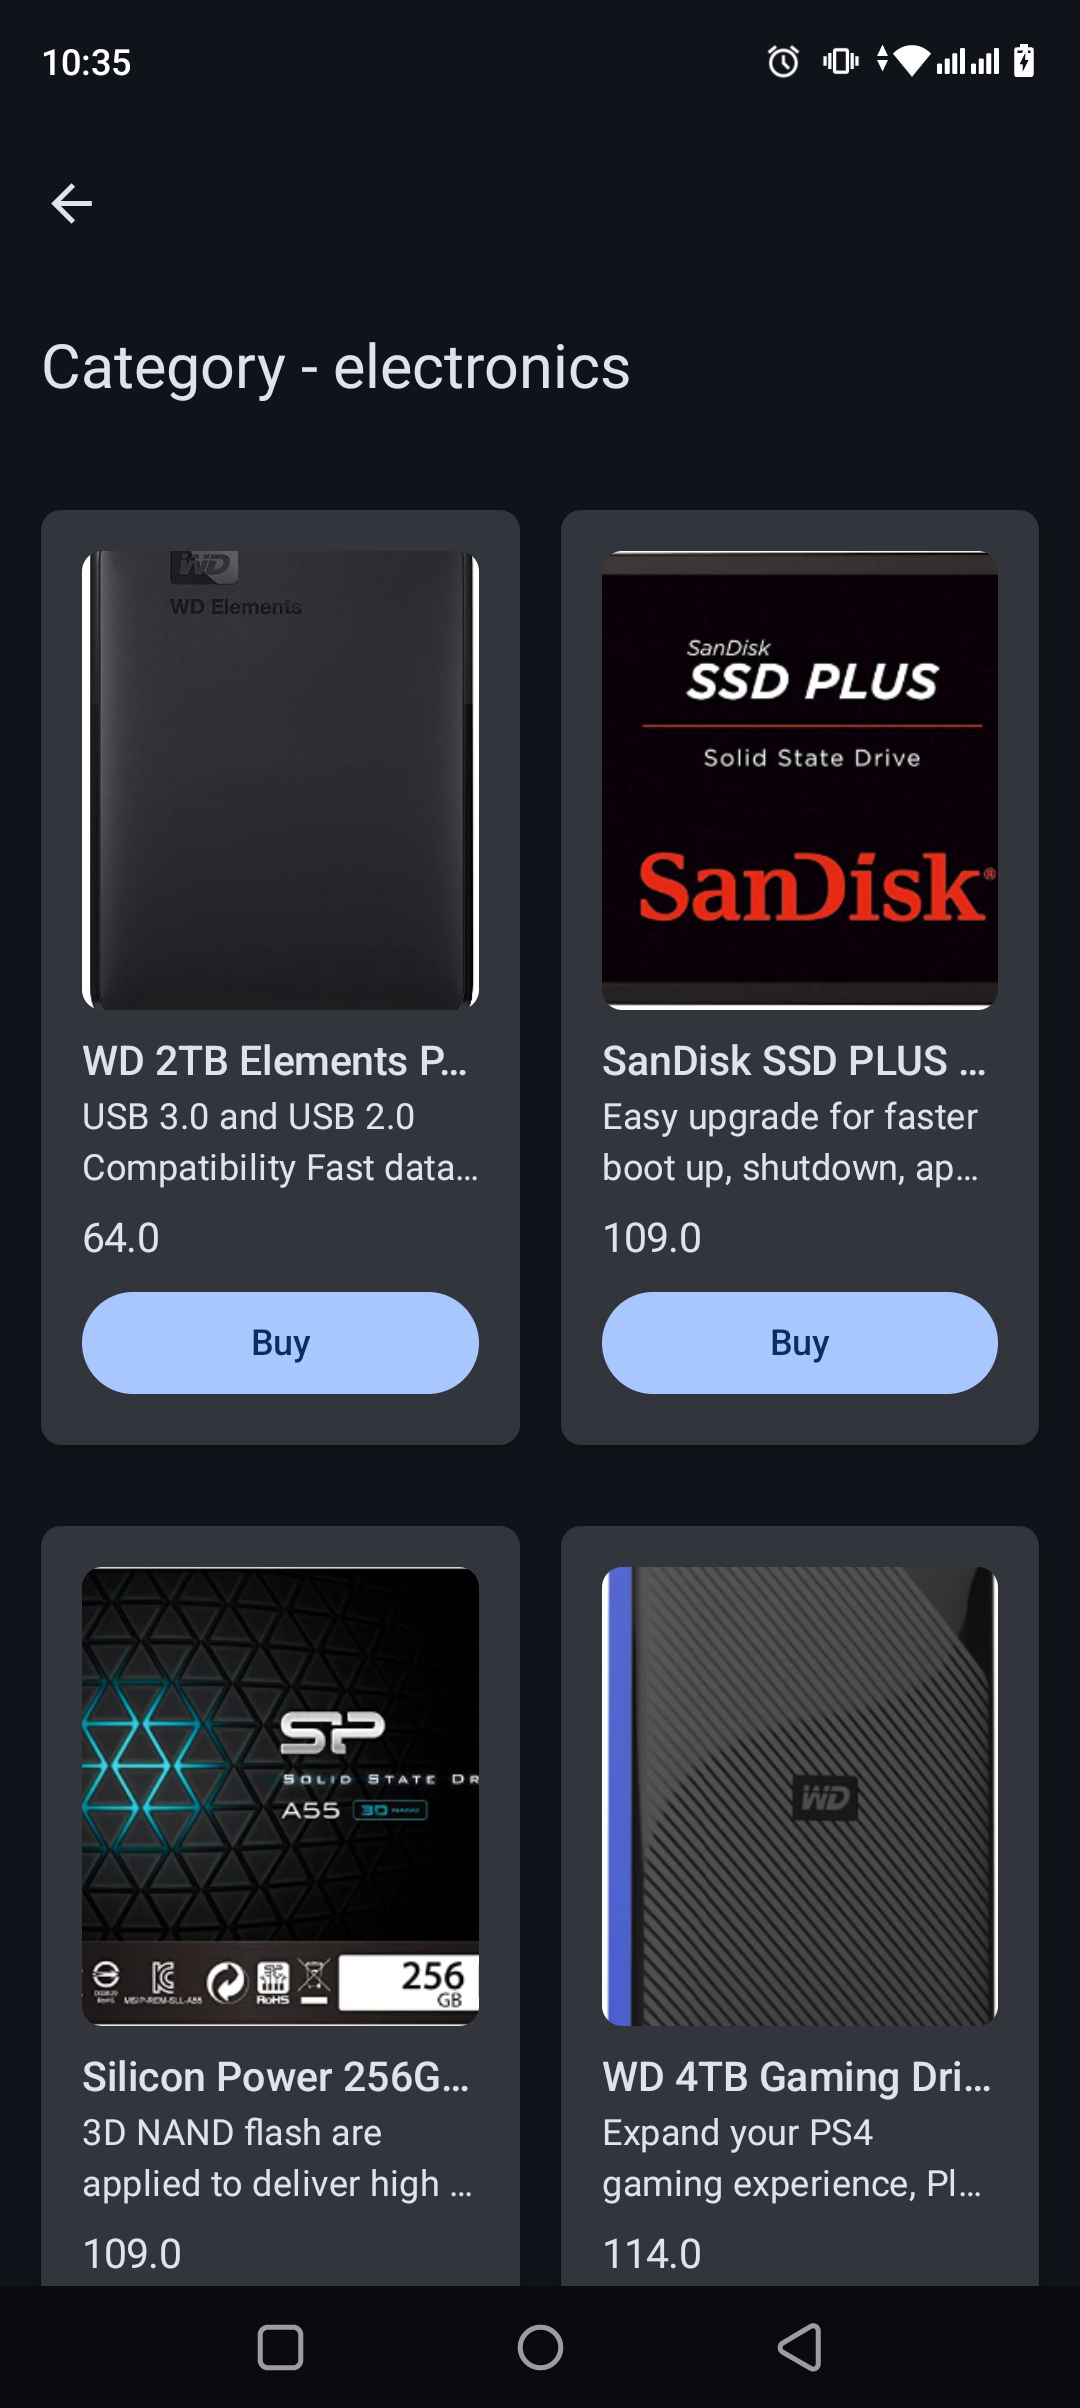 10:35
Category - electronics
WD
WD Elements
SanDisk
SSD PLUS
Solid State Drive
SanDisk®
WD 2TB Elements P...
USB 3.0 and USB 2.0
Compatibility Fast data...
64.0
Buy
SanDisk SSD PLUS ...
Easy upgrade for faster
boot up, shutdown, ap...
109.0
Buy
SP
SOLID STATE DR
A55 3D NAND
RoHS
256
GB
WD
Silicon Power 256G...
3D NAND flash are
applied to deliver high ...
109.0
WD 4TB Gaming Dri...
Expand your PS4
gaming experience, Pl...
114.0